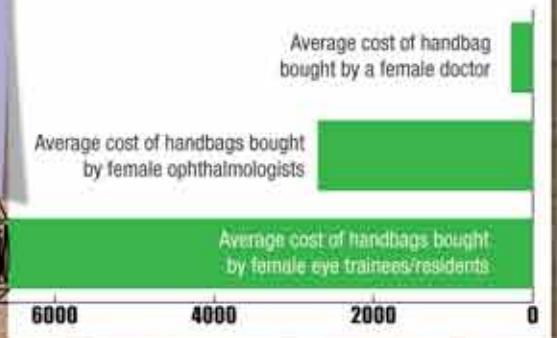 Average cost of handbag
bought by a female doctor
Average cost of handbags bought
by female ophthalmologists
Average cost of handbags bought
by female eye trainees/residents
6000 4000 2000 0